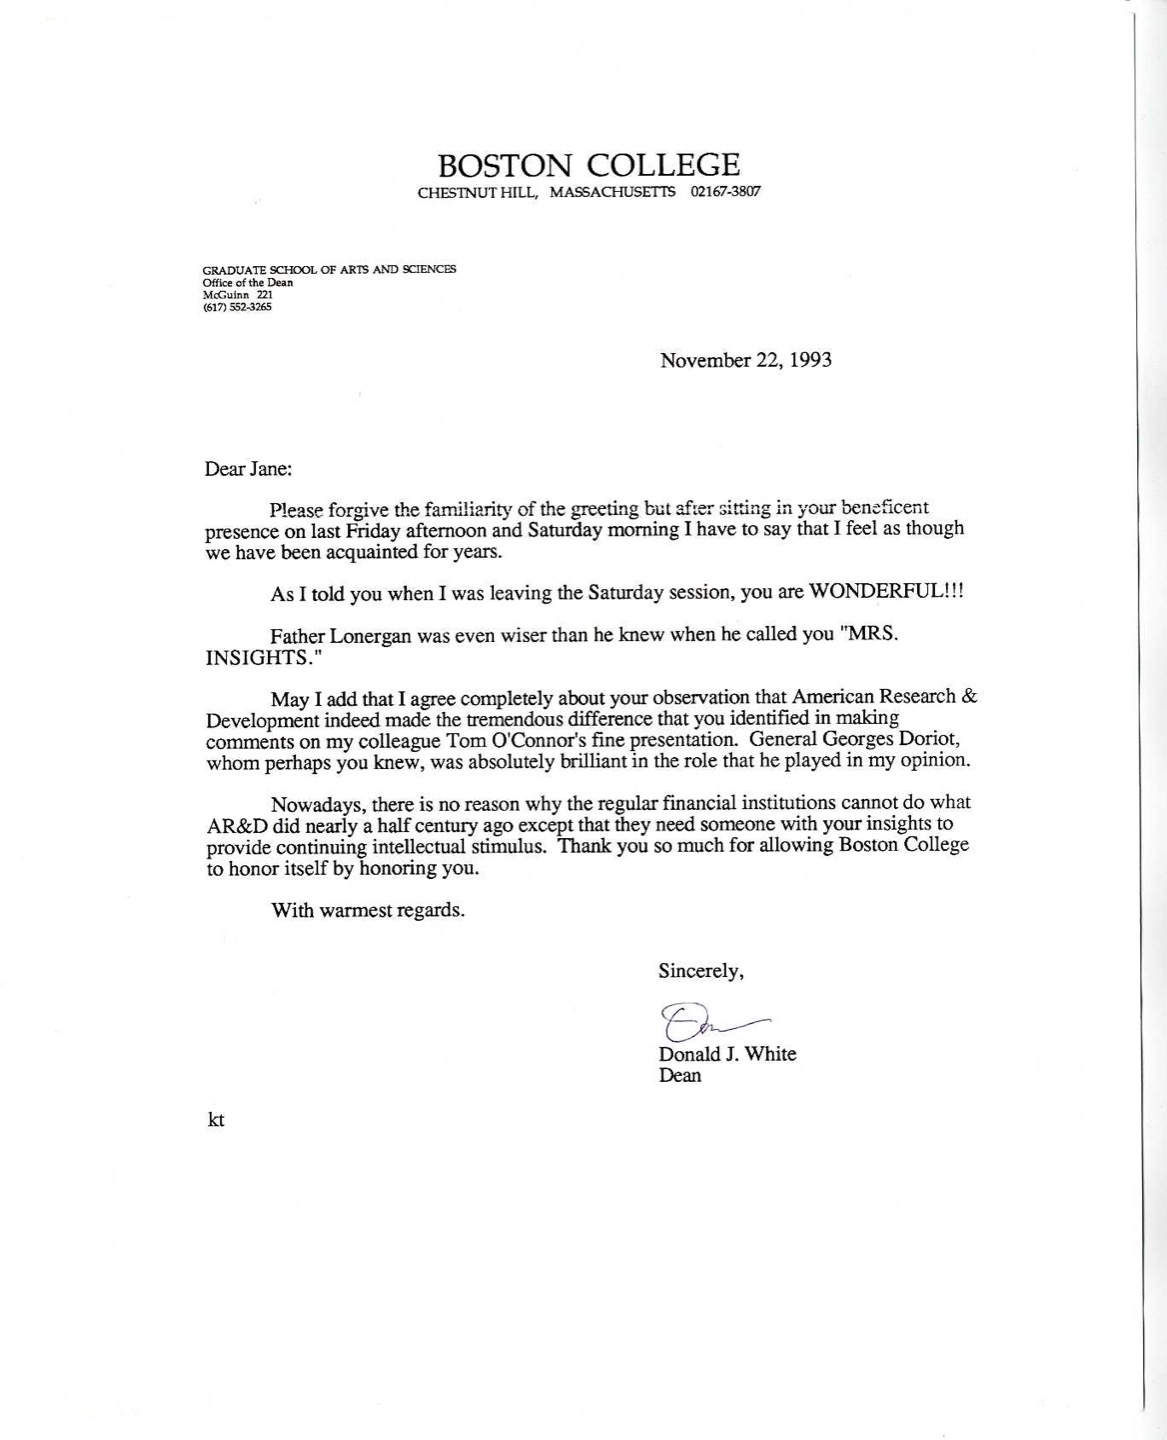 BOSTON COLLEGE
CHESTNUT HILL, MASSACHUSETTS 02167-3807
GRADUATE SCHOOL OF ARTS AND SCIENCES
Office of the Dean
McGuinn 221
(617) 552-3265
November 22, 1993
Dear Jane:
Please forgive the familiarity of the greeting but after sitting in your beneficent
presence on last Friday afternoon and Saturday morning I have to say that I feel as though
we have been acquainted for years.
As I told you when I was leaving the Saturday session, you are WONDERFUL!!!
Father Lonergan was even wiser than he knew when he called you "MRS.
INSIGHTS."
May I add that I agree completely about your observation that American Research &
Development indeed made the tremendous difference that you identified in making
comments on my colleague Tom O'Connor's fine presentation. General Georges Doriot,
whom perhaps you knew, was absolutely brilliant in the role that he played in my opinion.
Nowadays, there is no reason why the regular financial institutions cannot do what
AR&D did nearly a half century ago except that they need someone with your insights to
provide continuing intellectual stimulus. Thank you so much for allowing Boston College
to honor itself by honoring you.
With warmest regards.
Sincerely,
Donald J. White
Dean
kt